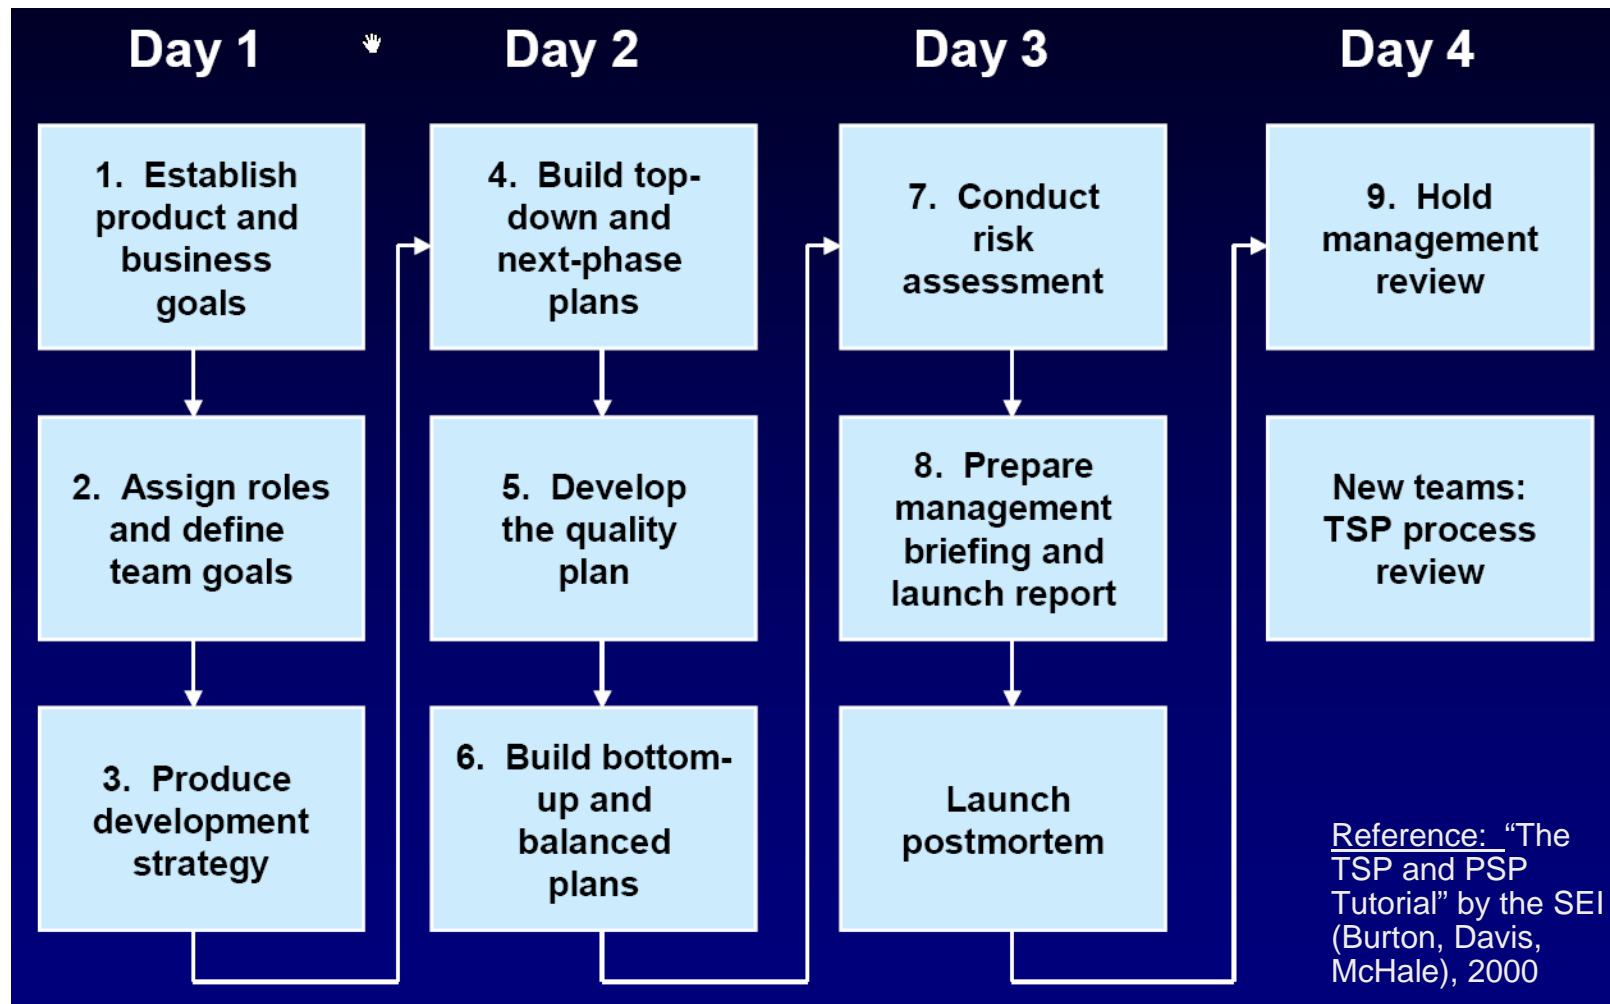 Day 1
Day 2
Day 3
Day 4
1. Establish
product and
business
goals
2. Assign roles
and define
team goals
3. Produce
development
strategy
4. Build top-
down and
next-phase
plans
5. Develop
the quality
plan
6. Build bottom-
up and
balanced
plans
7. Conduct
risk
assessment
8. Prepare
management
briefing and
launch report
Launch
postmortem
9. Hold
management
review
New teams:
TSP process
review
Reference: “The
TSP and PSP
Tutorial” by the SEI
(Burton, Davis,
McHale), 2000